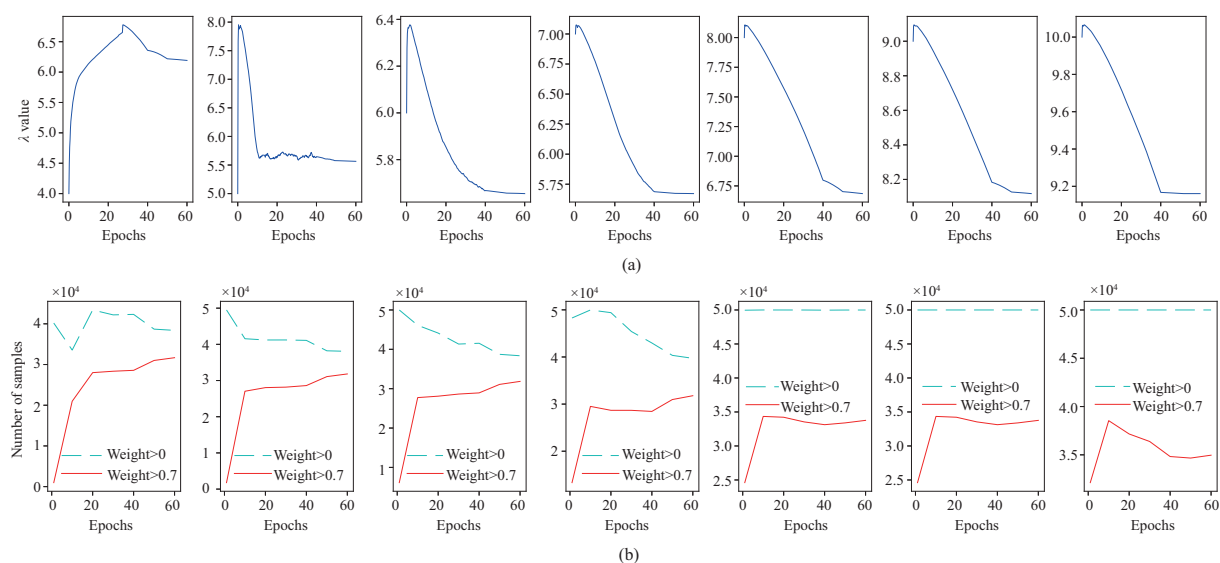 λ value
6.5
6.0
5.5
5.0
4.5
4.0
0 20 40 60
Epochs
8.0
7.5
7.0
6.5
6.0
5.5
5.0
0 20 40 60
Epochs
6.2
6.0
5.8
0 20 40 60
Epochs
7.00
6.75
6.50
6.25
6.00
5.75
0 20 40 60
Epochs
8.00
7.75
7.50
7.25
7.00
6.75
0 20 40 60
Epochs
9.0
8.8
8.6
8.4
8.2
0 20 40 60
Epochs
10.0
9.8
9.6
9.4
9.2
0 20 40 60
Epochs
(a)
Number of samples
×10⁴
4
3
2
1
0
Weight>0
Weight>0.7
0 20 40 60
Epochs
×10⁴
5
4
3
2
1
0
Weight>0
Weight>0.7
0 20 40 60
Epochs
×10⁴
5
4
3
2
1
Weight>0
Weight>0.7
0 20 40 60
Epochs
×10⁴
5
4
3
2
Weight>0
Weight>0.7
0 20 40 60
Epochs
×10⁴
5.0
4.5
4.0
3.5
3.0
2.5
Weight>0
Weight>0.7
0 20 40 60
Epochs
×10⁴
5.0
4.5
4.0
3.5
3.0
2.5
Weight>0
Weight>0.7
0 20 40 60
Epochs
×10⁴
5.0
4.5
4.0
3.5
Weight>0
Weight>0.7
0 20 40 60
Epochs
(b)